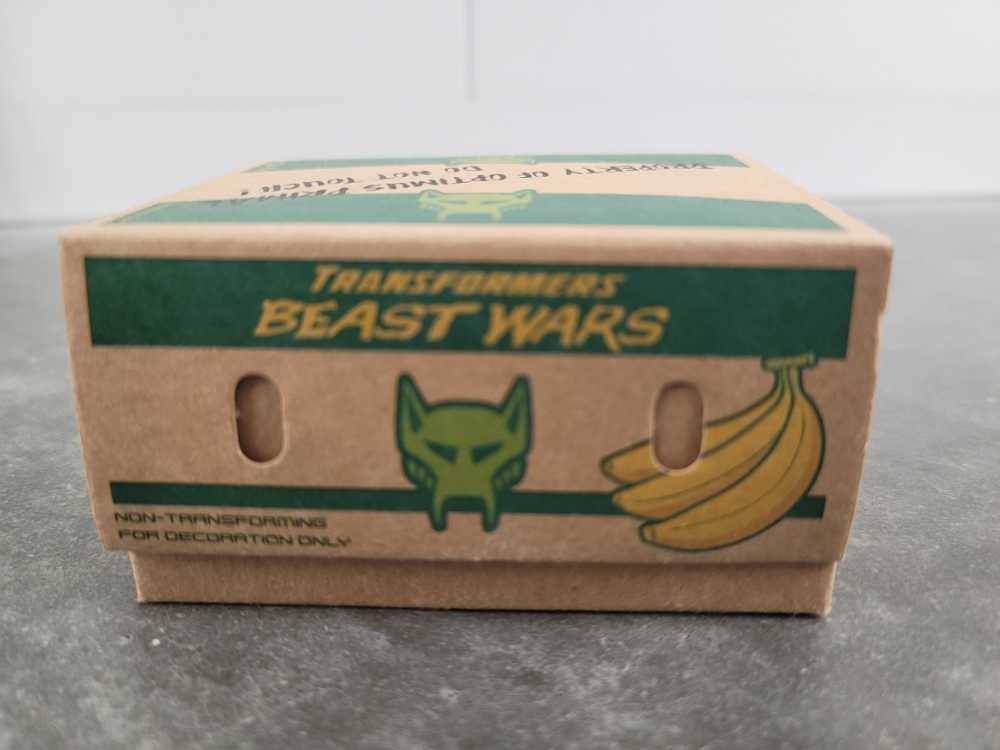 PROPERTY OF OPTIMUS PRIMAL
DO NOT TOUCH!
TRANSFORMERS
BEAST WARS
NON-TRANSFORMING
FOR DECORATION ONLY